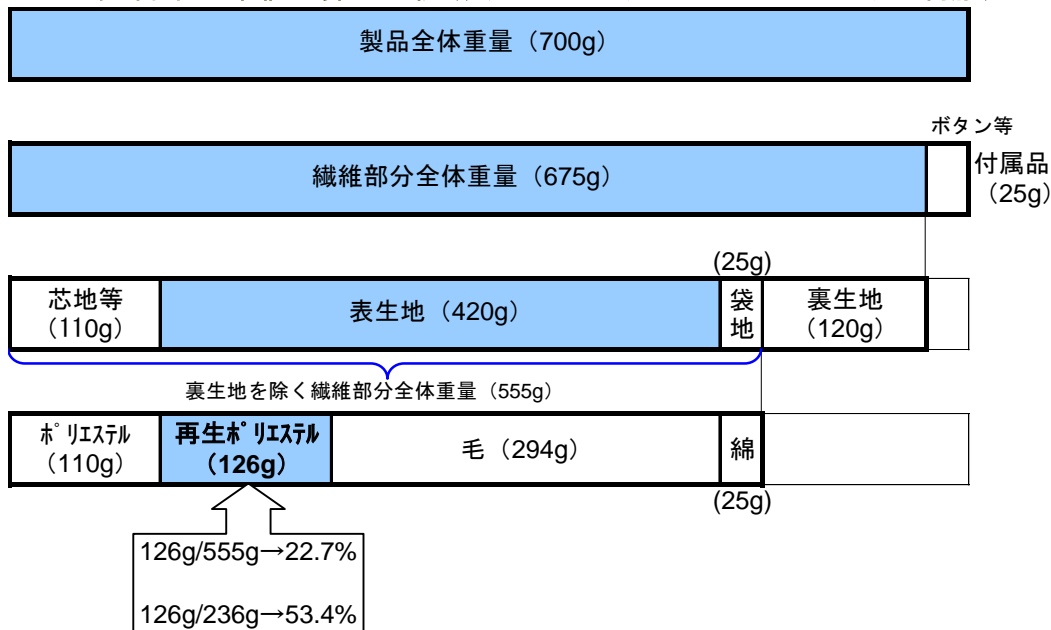 製品全体重量（700g）
ボタン等
繊維部分全体重量（675g）
付属品
（25g）
(25g)
芯地等
（110g）
表生地（420g）
袋
地
裏生地
（120g）
裏生地を除く繊維部分全体重量（555g）
ﾎﾟﾘｴｽﾃﾙ
（110g）
再生ﾎﾟﾘｴｽﾃﾙ
（126g）
毛（294g）
綿
(25g)
126g/555g→22.7%
126g/236g→53.4%